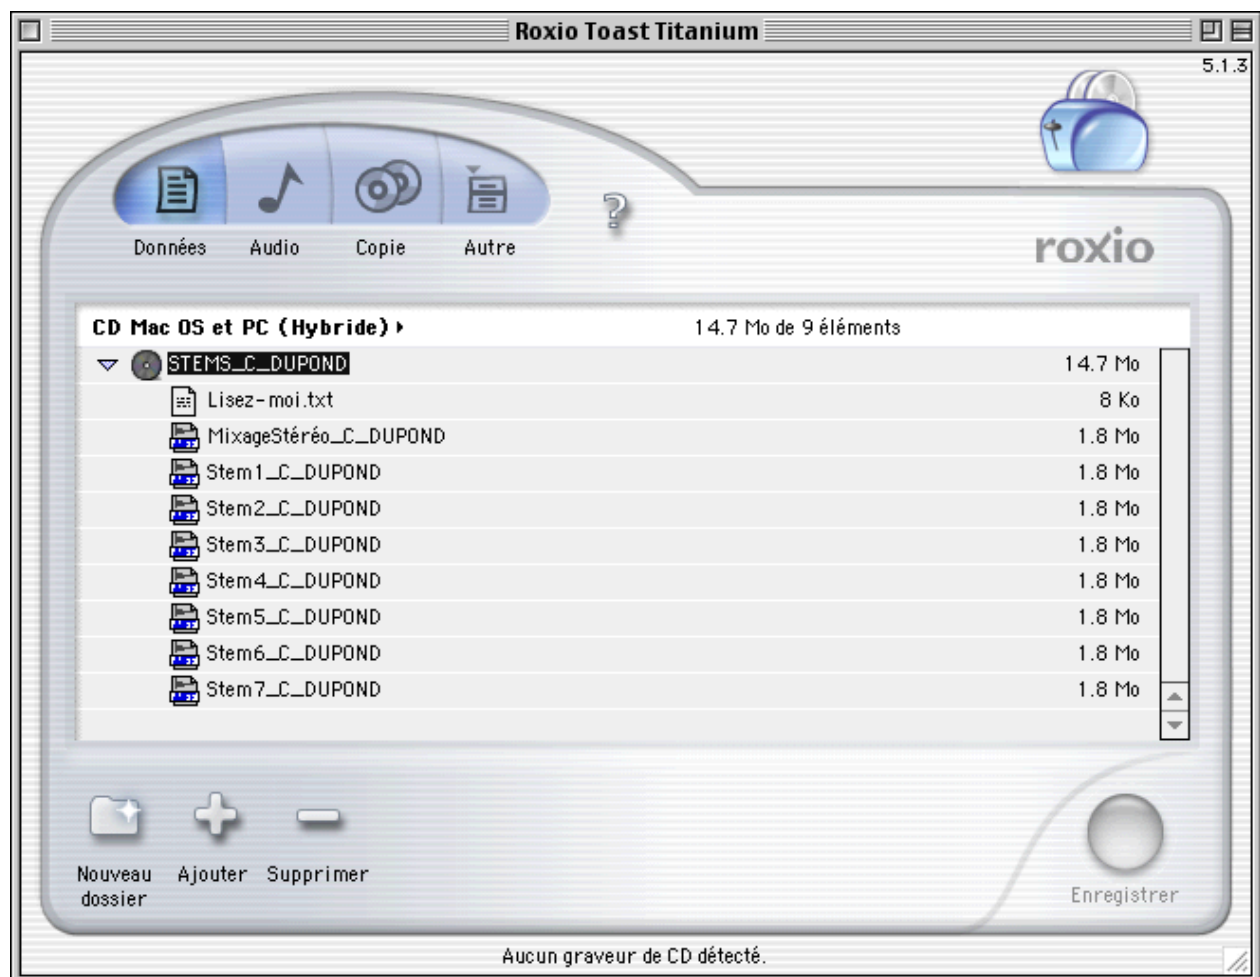 Roxio Toast Titanium
5.1.3
Données Audio Copie Autre
?
roxio
CD Mac OS et PC (Hybride) 14.7 Mo de 9 éléments
STEMS_C_DUPOND 14.7 Mo
Lisez-moi.txt 8 Ko
MixageStéréo_C_DUPOND 1.8 Mo
Stem1_C_DUPOND 1.8 Mo
Stem2_C_DUPOND 1.8 Mo
Stem3_C_DUPOND 1.8 Mo
Stem4_C_DUPOND 1.8 Mo
Stem5_C_DUPOND 1.8 Mo
Stem6_C_DUPOND 1.8 Mo
Stem7_C_DUPOND 1.8 Mo
Nouveau dossier Ajouter Supprimer
Enregistrer
Aucun graveur de CD détecté.